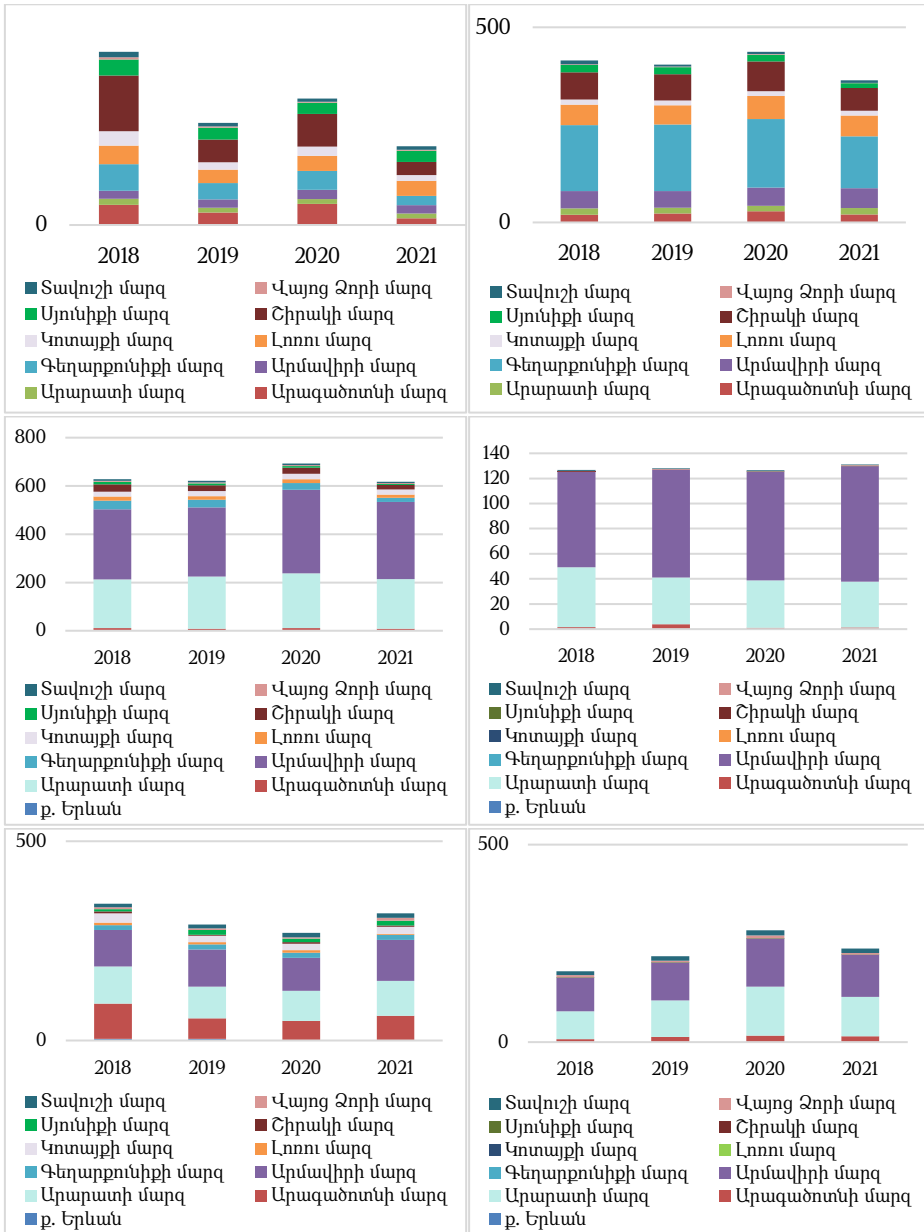 0
2018 2019 2020 2021
Տավուշի մարզ Վայոց Ձորի մարզ
Սյունիքի մարզ Շիրակի մարզ
Կոտայքի մարզ Լոռու մարզ
Գեղարքունիքի մարզ Արմավիրի մարզ
Արարատի մարզ Արագածոտնի մարզ
500
0
2018 2019 2020 2021
Տավուշի մարզ Վայոց Ձորի մարզ
Սյունիքի մարզ Շիրակի մարզ
Կոտայքի մարզ Լոռու մարզ
Գեղարքունիքի մարզ Արմավիրի մարզ
Արարատի մարզ Արագածոտնի մարզ
800
600
400
200
0
2018 2019 2020 2021
Տավուշի մարզ Վայոց Ձորի մարզ
Սյունիքի մարզ Շիրակի մարզ
Կոտայքի մարզ Լոռու մարզ
Գեղարքունիքի մարզ Արմավիրի մարզ
Արարատի մարզ Արագածոտնի մարզ
ք. Երևան
140
120
100
80
60
40
20
0
2018 2019 2020 2021
Տավուշի մարզ Վայոց Ձորի մարզ
Սյունիքի մարզ Շիրակի մարզ
Կոտայքի մարզ Լոռու մարզ
Գեղարքունիքի մարզ Արմավիրի մարզ
Արարատի մարզ Արագածոտնի մարզ
ք. Երևան
500
0
2018 2019 2020 2021
Տավուշի մարզ Վայոց Ձորի մարզ
Սյունիքի մարզ Շիրակի մարզ
Կոտայքի մարզ Լոռու մարզ
Գեղարքունիքի մարզ Արմավիրի մարզ
Արարատի մարզ Արագածոտնի մարզ
ք. Երևան
500
0
2018 2019 2020 2021
Տավուշի մարզ Վայոց Ձորի մարզ
Սյունիքի մարզ Շիրակի մարզ
Կոտայքի մարզ Լոռու մարզ
Գեղարքունիքի մարզ Արմավիրի մարզ
Արարատի մարզ Արագածոտնի մարզ
ք. Երևան